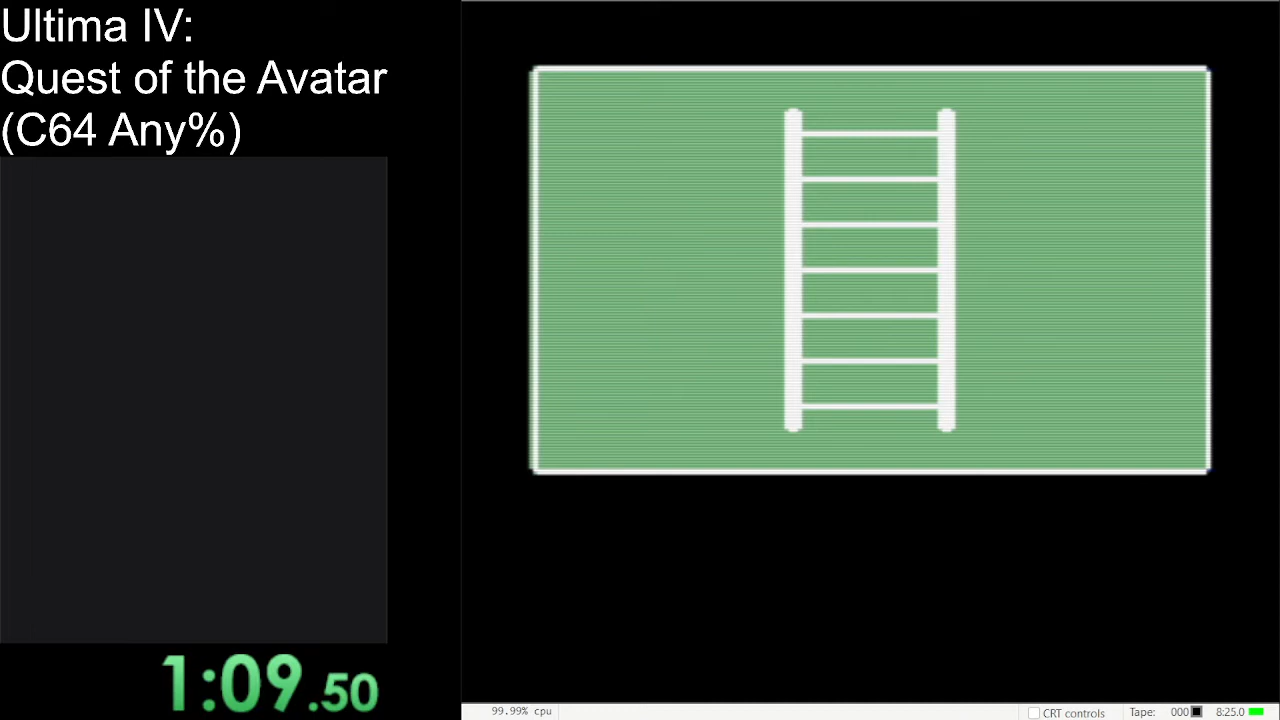 Ultima IV:
Quest of the Avatar
(C64 Any%)
1:09.50
99.99% cpu
CRT controls
Tape: 000
8:25.0